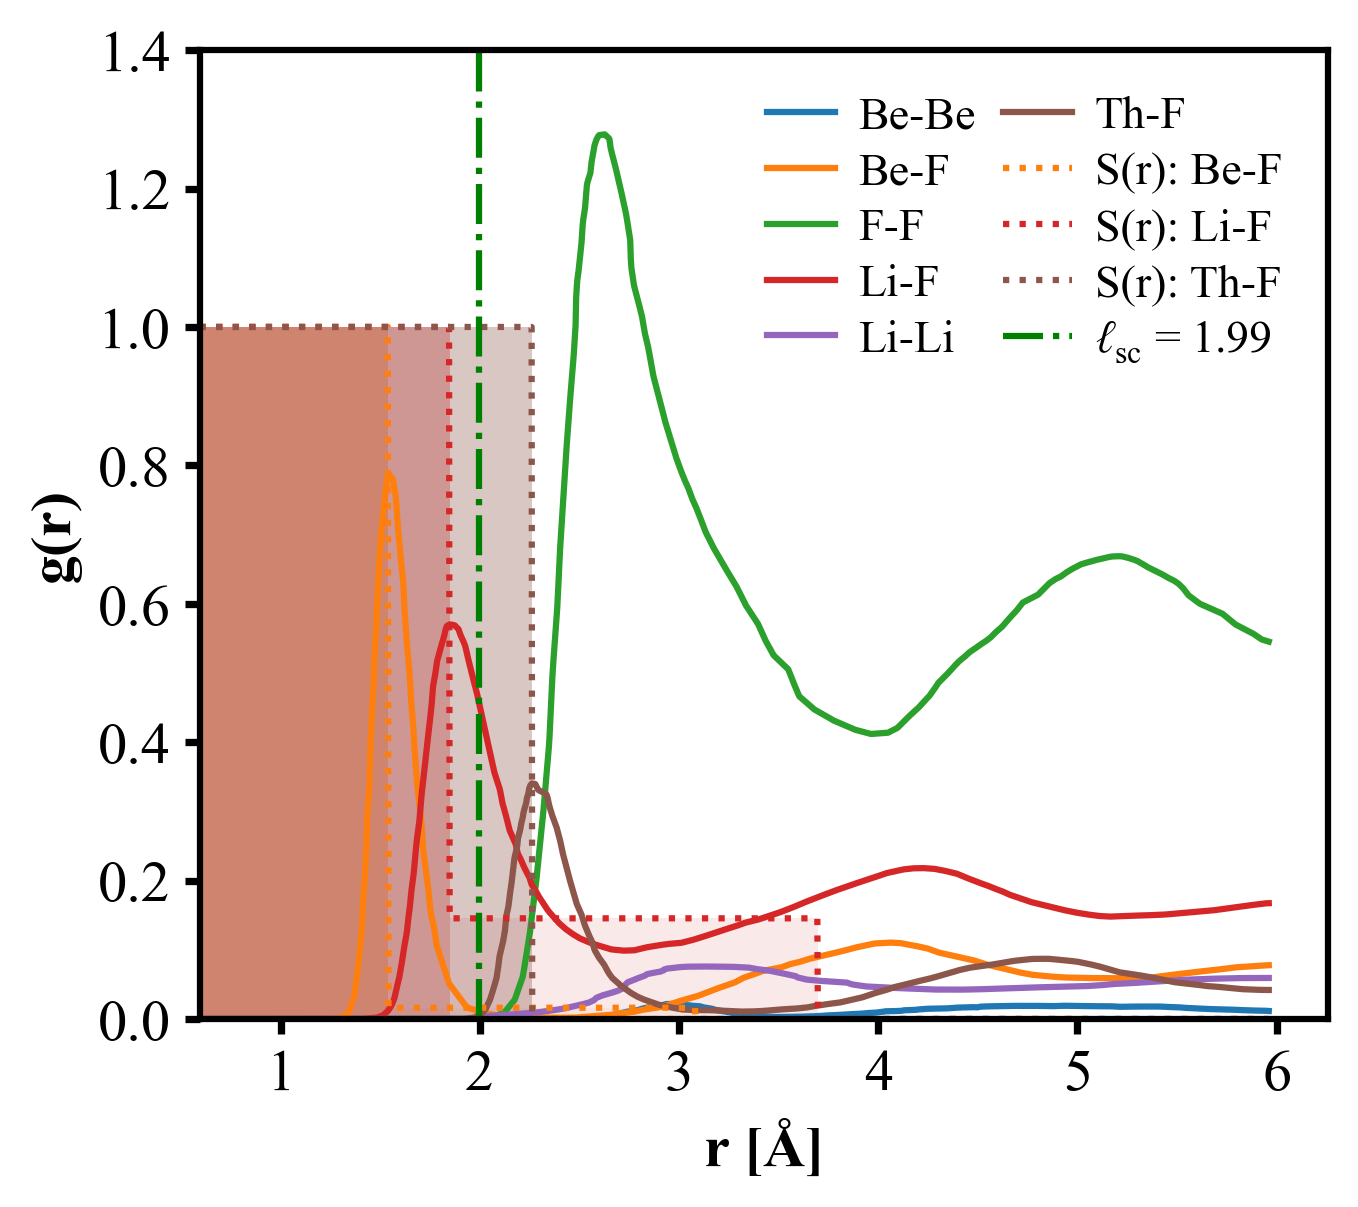 1.4
1.2
1.0
0.8
0.6
0.4
0.2
0.0
g(r)
Be-Be
Be-F
F-F
Li-F
Li-Li
Th-F
S(r): Be-F
S(r): Li-F
S(r): Th-F
ℓsc = 1.99
1 2 3 4 5 6
r [Å]